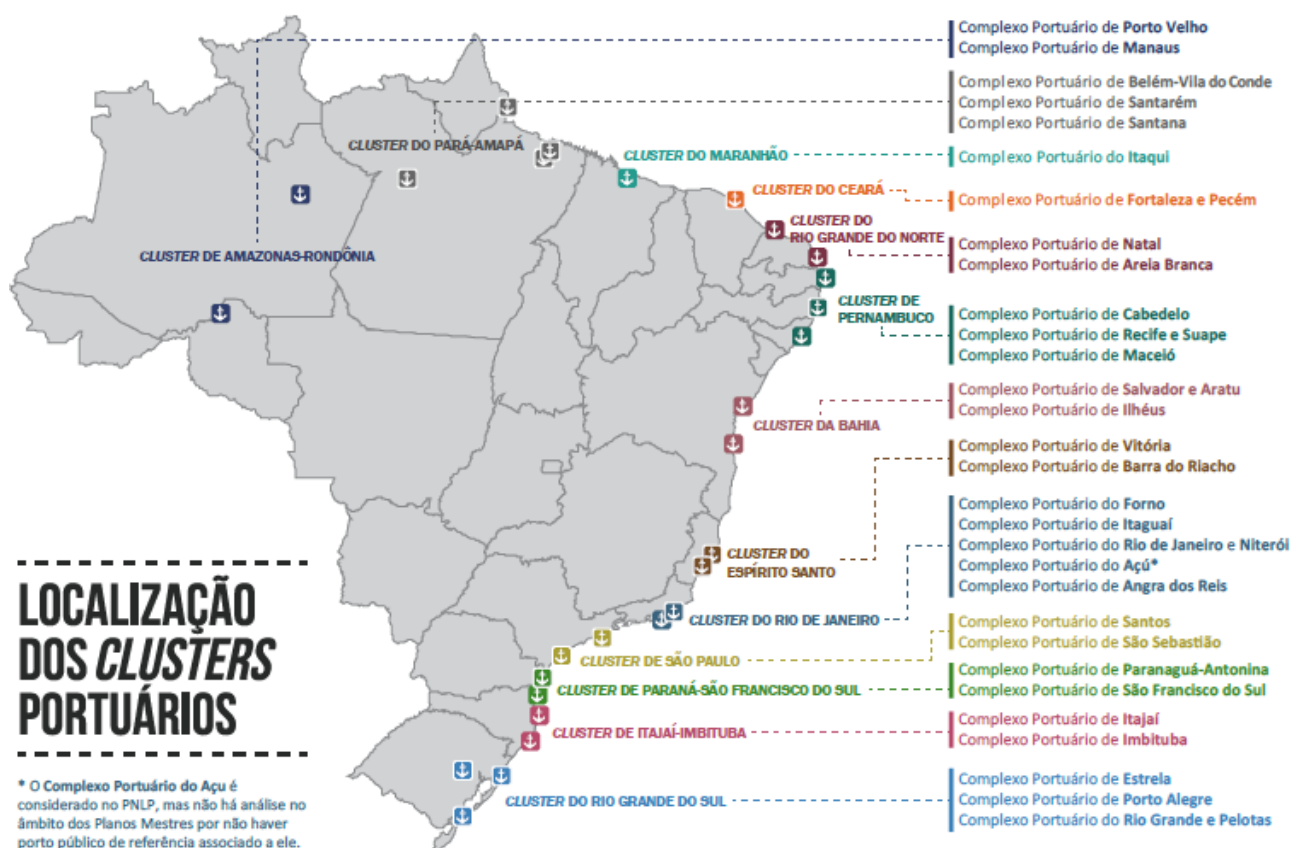 Complexo Portuário de Porto Velho
Complexo Portuário de Manaus
Complexo Portuário de Belém-Vila do Conde
Complexo Portuário de Santarém
Complexo Portuário de Santana
CLUSTER DO PARÁ-AMAPÁ
CLUSTER DO MARANHÃO
Complexo Portuário do Itaqui
CLUSTER DO CEARÁ
Complexo Portuário de Fortaleza e Pecém
CLUSTER DO
RIO GRANDE DO NORTE
Complexo Portuário de Natal
Complexo Portuário de Areia Branca
CLUSTER DE AMAZONAS-RONDÔNIA
CLUSTER DE
PERNAMBUCO
Complexo Portuário de Cabedelo
Complexo Portuário de Recife e Suape
Complexo Portuário de Maceió
Complexo Portuário de Salvador e Aratu
Complexo Portuário de Ilhéus
CLUSTER DA BAHIA
Complexo Portuário de Vitória
Complexo Portuário de Barra do Riacho
CLUSTER DO
ESPÍRITO SANTO
Complexo Portuário do Forno
Complexo Portuário de Itaguaí
Complexo Portuário do Rio de Janeiro e Niterói
Complexo Portuário do Açú*
Complexo Portuário de Angra dos Reis
CLUSTER DO RIO DE JANEIRO
Complexo Portuário de Santos
Complexo Portuário de São Sebastião
CLUSTER DE SÃO PAULO
Complexo Portuário de Paranaguá-Antonina
Complexo Portuário de São Francisco do Sul
CLUSTER DE PARANÁ-SÃO FRANCISCO DO SUL
Complexo Portuário de Itajaí
Complexo Portuário de Imbituba
CLUSTER DE ITAJAÍ-IMBITUBA
Complexo Portuário de Estrela
Complexo Portuário de Porto Alegre
Complexo Portuário do Rio Grande e Pelotas
CLUSTER DO RIO GRANDE DO SUL
LOCALIZAÇÃO
DOS CLUSTERS
PORTUÁRIOS
* O Complexo Portuário do Açu é
considerado no PNLP, mas não há análise no
âmbito dos Planos Mestres por não haver
porto público de referência associado a ele.